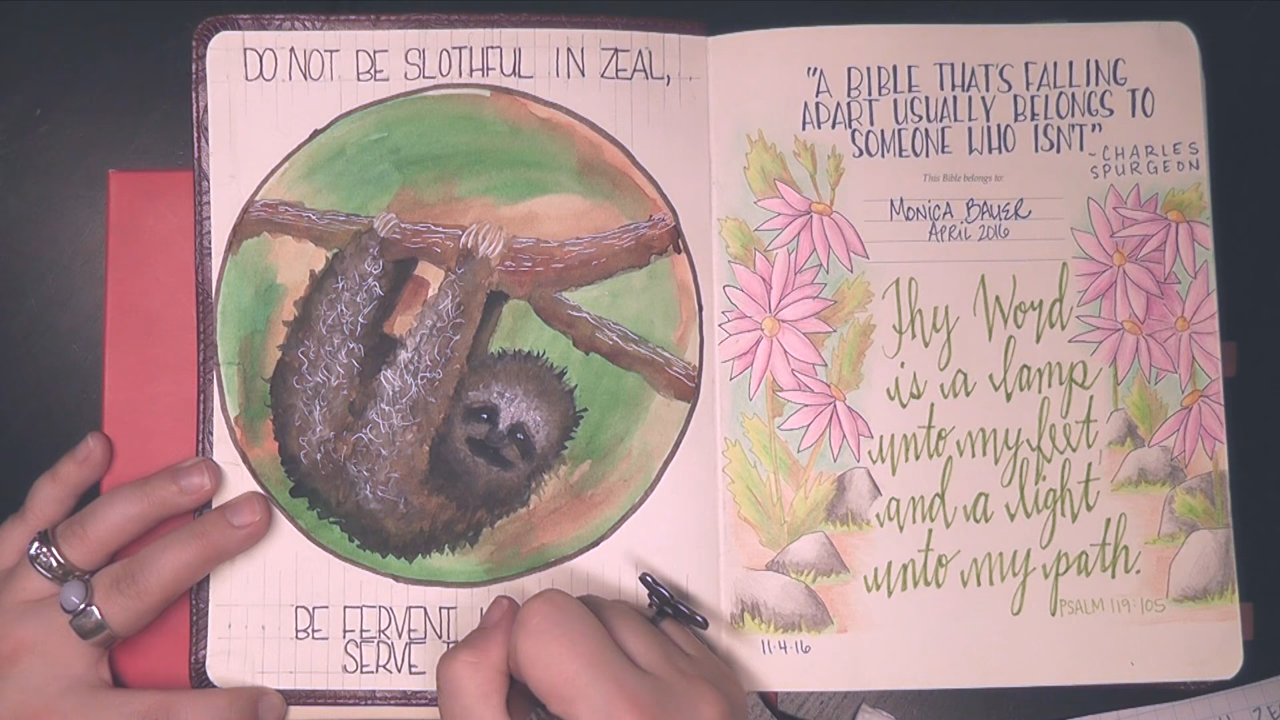 DO NOT BE SLOTHFUL IN ZEAL,
BE FERVENT
SERVE
"A BIBLE THAT'S FALLING
APART USUALLY BELONGS TO
SOMEONE WHO ISN'T"
~CHARLES
SPURGEON
This Bible belongs to:
MONICA BAUER
APRIL 2016
Thy Word
is a lamp
unto my feet
and a light
unto my path.
PSALM 119:105
11·4·16